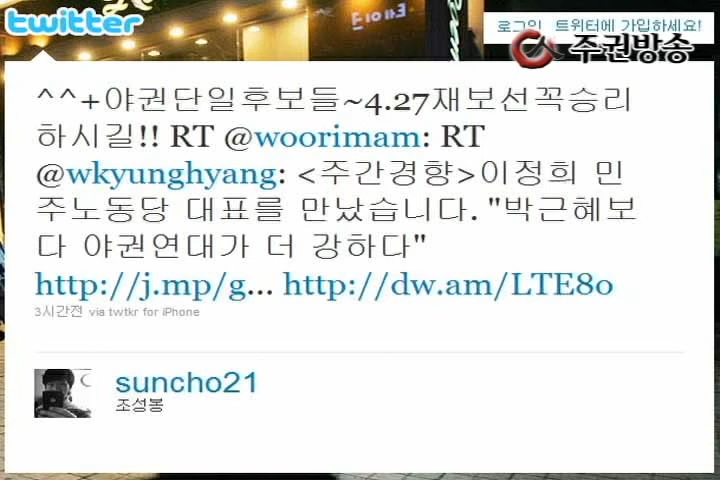 twitter
로그인 트위터에 가입하세요!
주권방송
^^+야권단일후보들~4.27재보선꼭승리
하시길!! RT @woorimam: RT
@wkyunghyang: <주간경향>이정희 민
주노동당 대표를 만났습니다. "박근혜보
다 야권연대가 더 강하다"
http://j.mp/g... http://dw.am/LTE8o
3시간전 via twtkr for iPhone
suncho21
조성봉